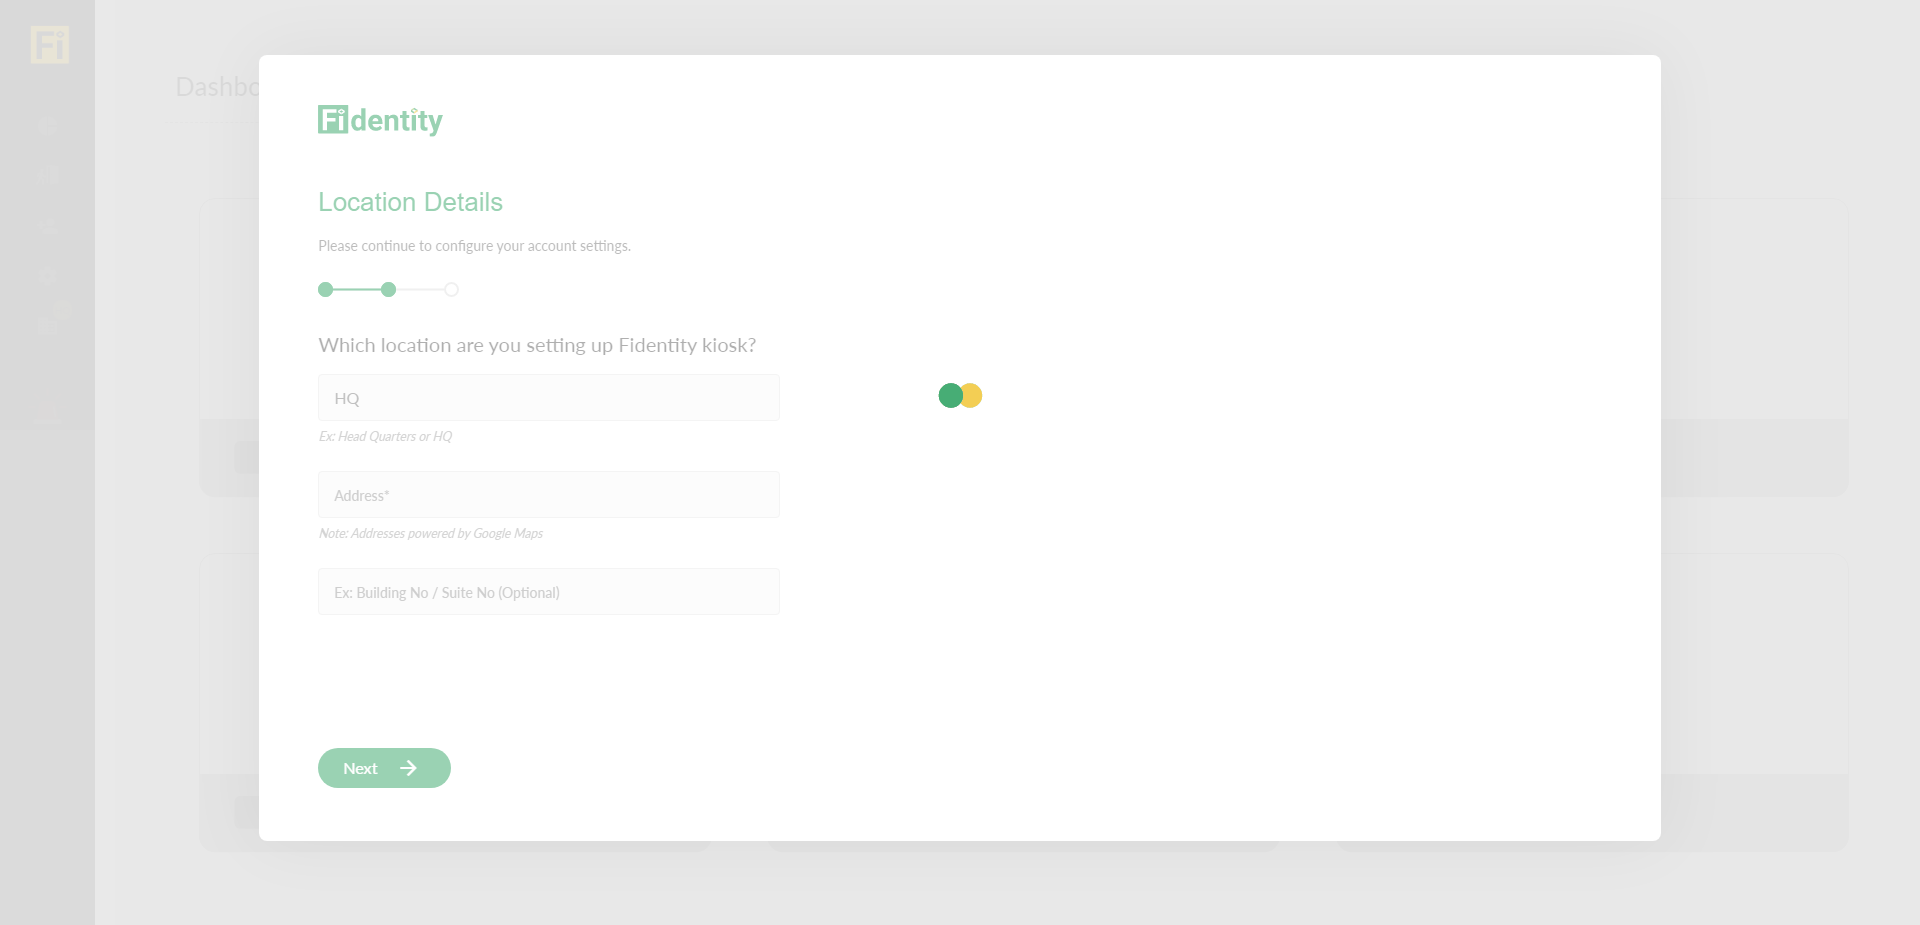 Fi
Dashbo
Fidentity
Location Details
Please continue to configure your account settings.
Which location are you setting up Fidentity kiosk?
HQ
Ex: Head Quarters or HQ
Address*
Note: Addresses powered by Google Maps
Ex: Building No / Suite No (Optional)
Next